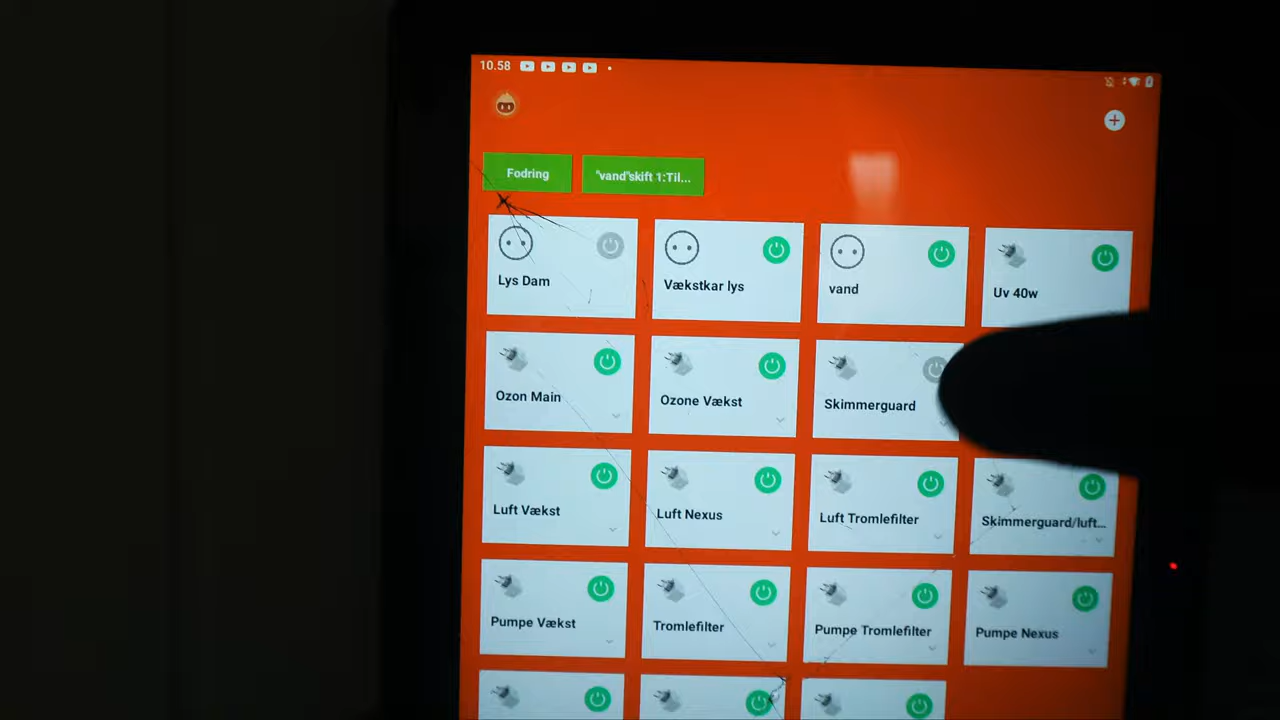 10.58
Fodring
"vand"skift 1:Til...
Lys Dam
Vækstkar lys
vand
Uv 40w
Ozon Main
Ozone Vækst
Skimmerguard
Luft Vækst
Luft Nexus
Luft Tromlefilter
Skimmerguard/luft...
Pumpe Vækst
Tromlefilter
Pumpe Tromlefilter
Pumpe Nexus